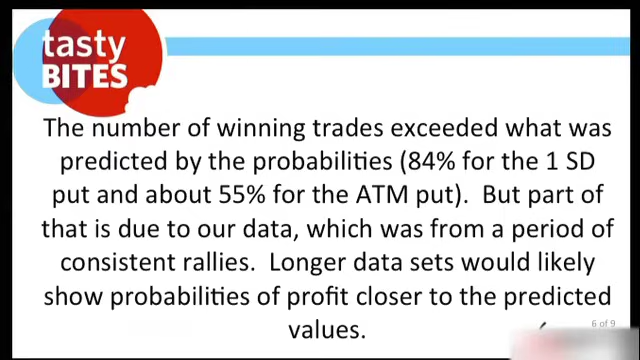 tasty
BITES
The number of winning trades exceeded what was
predicted by the probabilities (84% for the 1 SD
put and about 55% for the ATM put).  But part of
that is due to our data, which was from a period of
consistent rallies.  Longer data sets would likely
show probabilities of profit closer to the predicted
values.
6 of 9